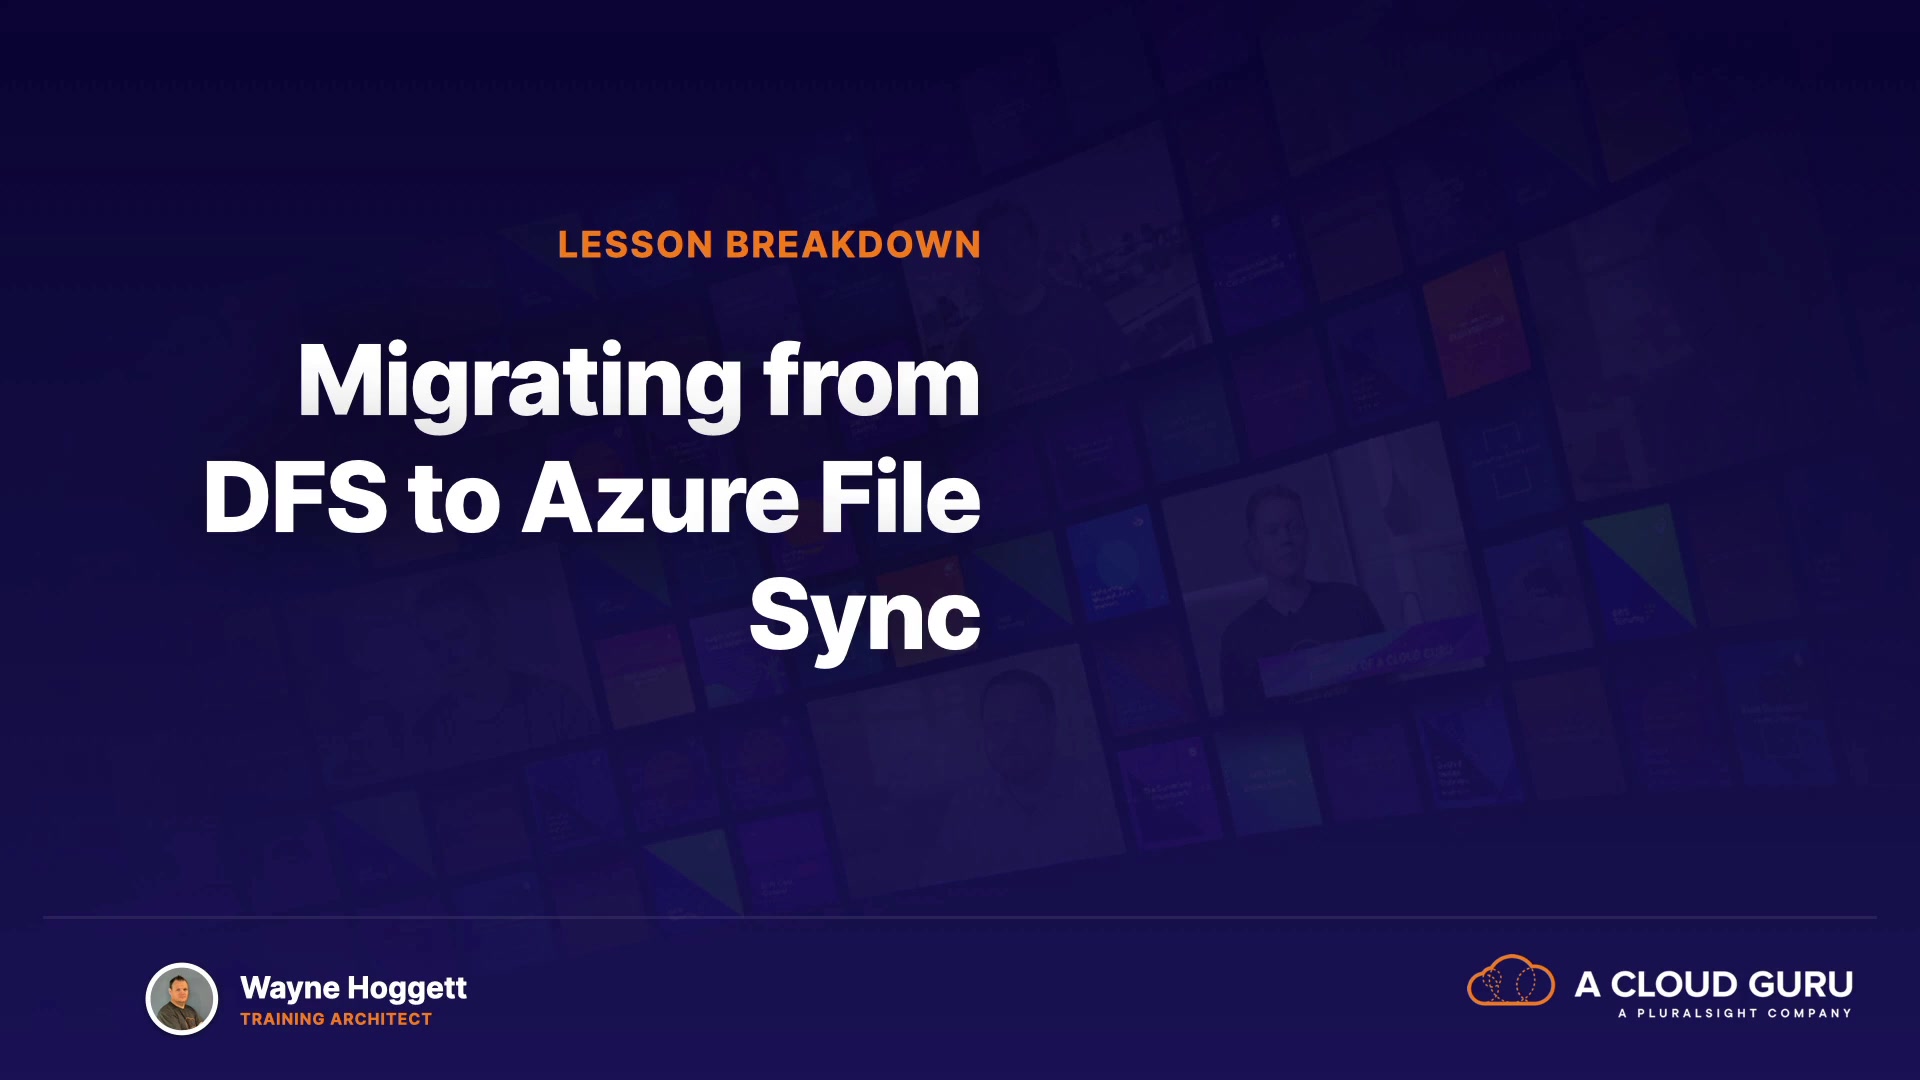 LESSON BREAKDOWN
Migrating from
DFS to Azure File
Sync
Wayne Hoggett
TRAINING ARCHITECT
A CLOUD GURU
A PLURALSIGHT COMPANY